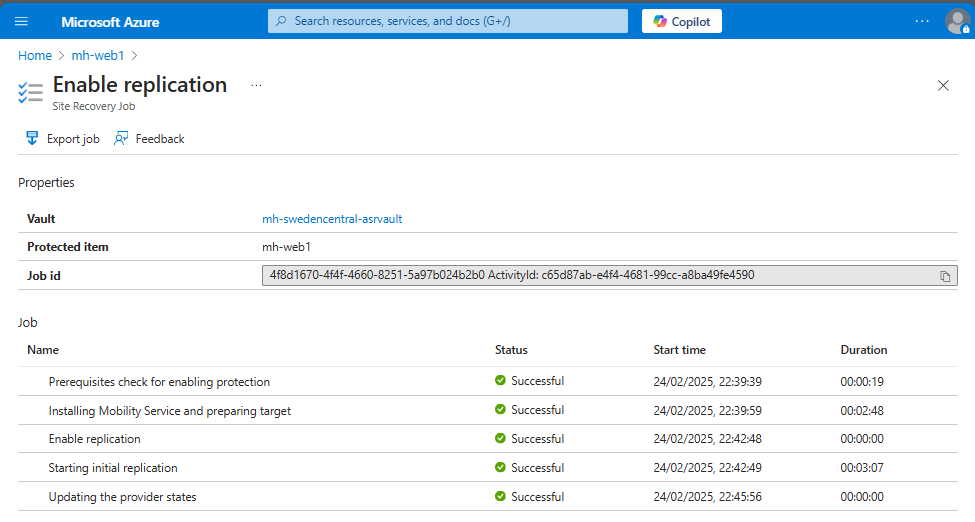 Microsoft Azure
Search resources, services, and docs (G+/)
Copilot
...
Home > mh-web1 >
Enable replication ...
Site Recovery Job
Export job Feedback
Properties
Vault mh-swedencentral-asrvault
Protected item mh-web1
Job id 4f8d1670-4f4f-4660-8251-5a97b024b2b0 ActivityId: c65d87ab-e4f4-4681-99cc-a8ba49fe4590
Job
Name Status Start time Duration
Prerequisites check for enabling protection Successful 24/02/2025, 22:39:39 00:00:19
Installing Mobility Service and preparing target Successful 24/02/2025, 22:39:59 00:02:48
Enable replication Successful 24/02/2025, 22:42:48 00:00:00
Starting initial replication Successful 24/02/2025, 22:42:49 00:03:07
Updating the provider states Successful 24/02/2025, 22:45:56 00:00:00